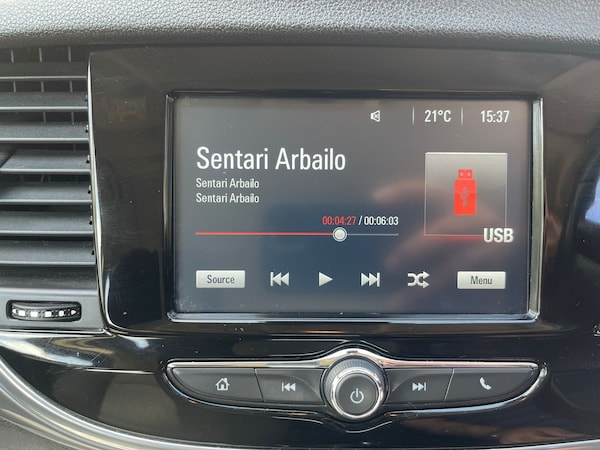 21°C 15:37
Sentari Arbailo
Sentari Arbailo
Sentari Arbailo
00:04:27 / 00:06:03
USB
Source
Menu